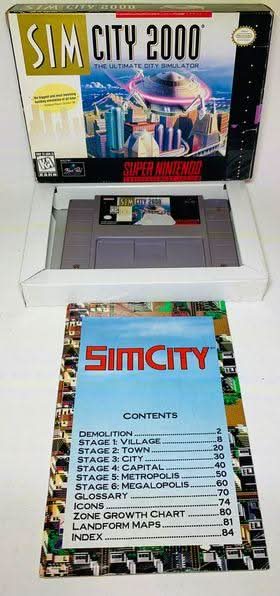 SIM CITY 2000
THE ULTIMATE CITY SIMULATOR
SUPER NINTENDO
SIM CITY 2000
SIMCITY
CONTENTS
DEMOLITION 2
STAGE 1: VILLAGE 8
STAGE 2: TOWN 20
STAGE 3: CITY 30
STAGE 4: CAPITAL 40
STAGE 5: METROPOLIS 50
STAGE 6: MEGALOPOLIS 60
GLOSSARY 70
ICONS 74
ZONE GROWTH CHART 80
LANDFORM MAPS 81
INDEX 84